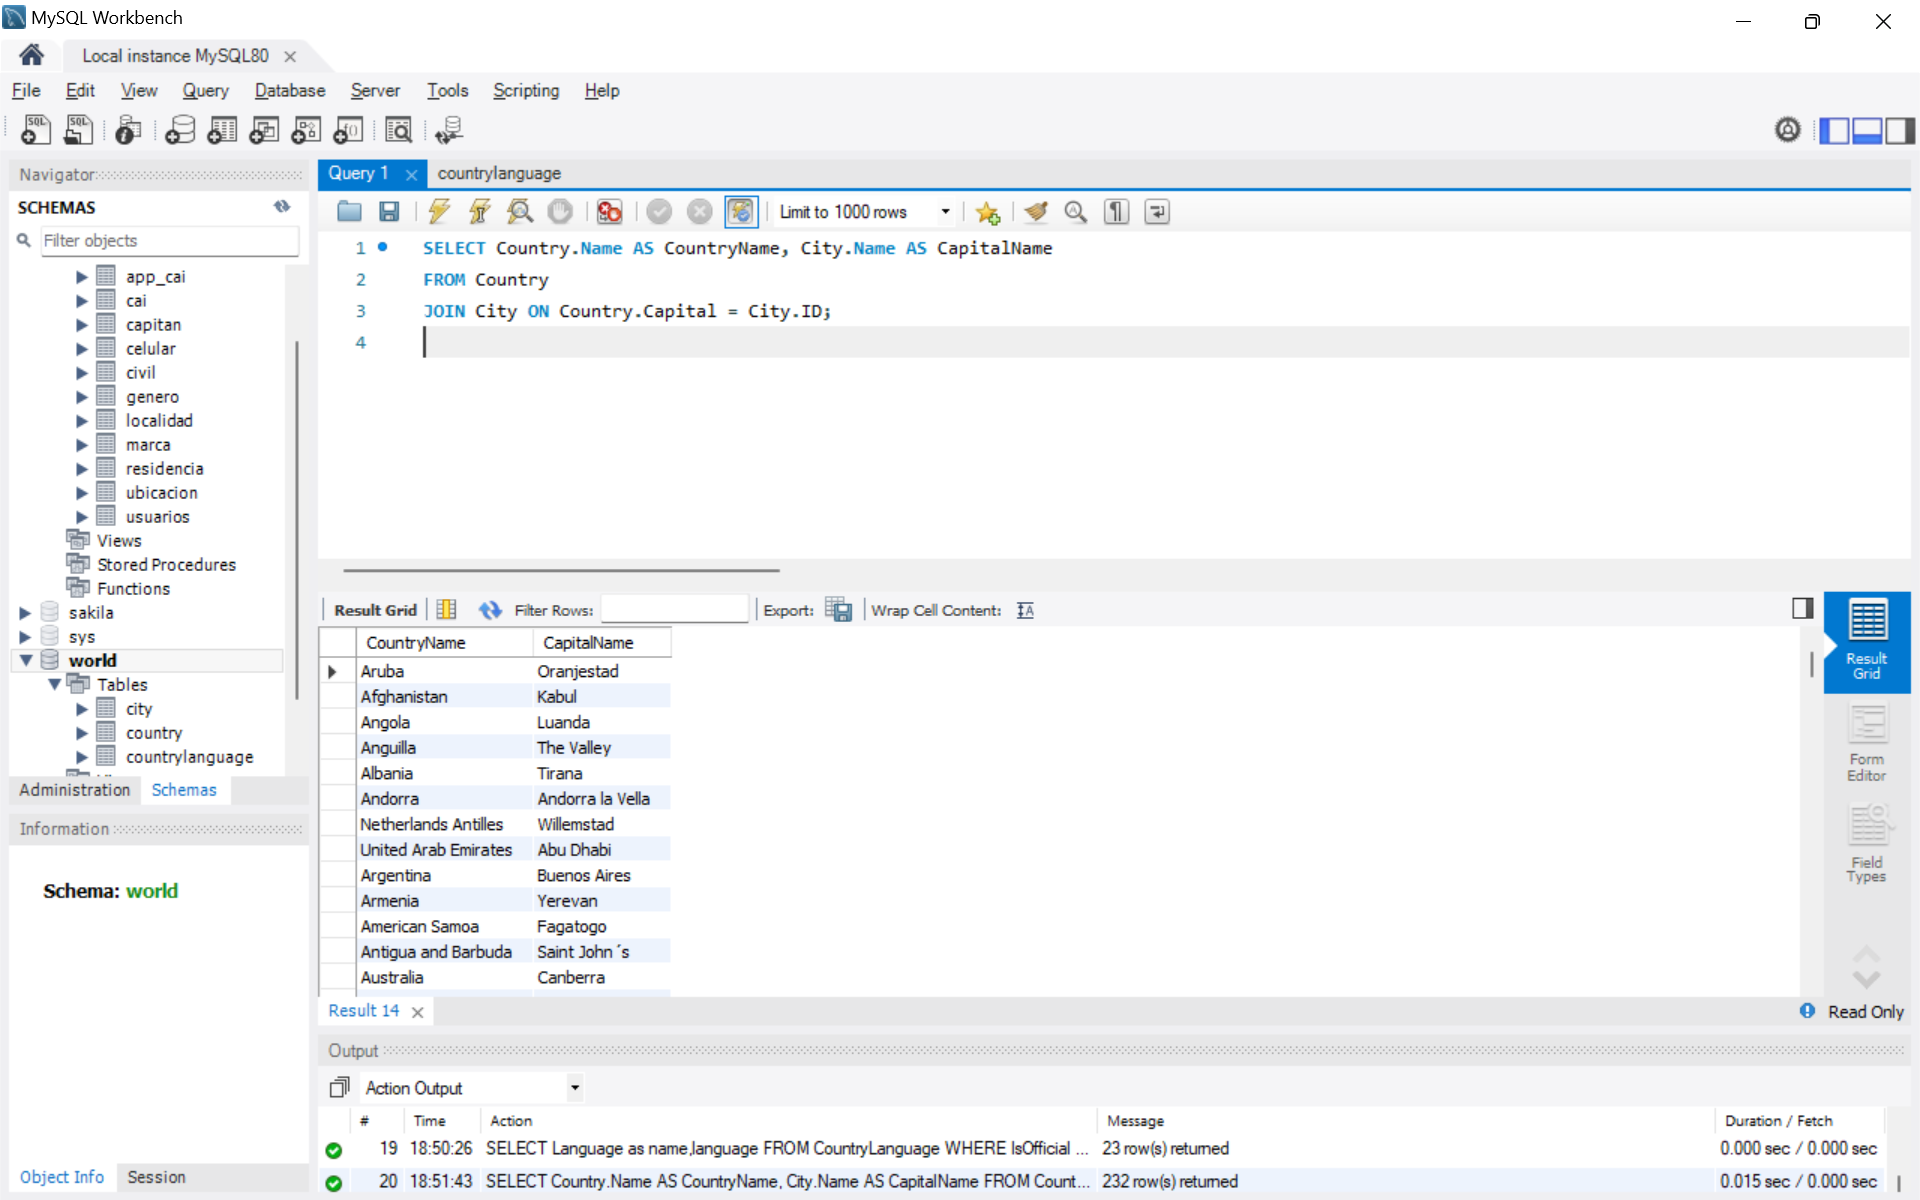 MySQL Workbench
Local instance MySQL80
File Edit View Query Database Server Tools Scripting Help
Navigator
SCHEMAS
Filter objects
app_cai
cai
capitan
celular
civil
genero
localidad
marca
residencia
ubicacion
usuarios
Views
Stored Procedures
Functions
sakila
sys
world
Tables
city
country
countrylanguage
Administration Schemas
Information
Schema: world
Object Info Session
Query 1 countrylanguage
Limit to 1000 rows
1 SELECT Country.Name AS CountryName, City.Name AS CapitalName
2 FROM Country
3 JOIN City ON Country.Capital = City.ID;
4
Result Grid Filter Rows: Export: Wrap Cell Content:
CountryName CapitalName
Aruba Oranjestad
Afghanistan Kabul
Angola Luanda
Anguilla The Valley
Albania Tirana
Andorra Andorra la Vella
Netherlands Antilles Willemstad
United Arab Emirates Abu Dhabi
Argentina Buenos Aires
Armenia Yerevan
American Samoa Fagatogo
Antigua and Barbuda Saint John´s
Australia Canberra
Result Grid
Form Editor
Field Types
Result 14
Read Only
Output
Action Output
# Time Action Message Duration / Fetch
19 18:50:26 SELECT Language as name,language FROM CountryLanguage WHERE IsOfficial ... 23 row(s) returned 0.000 sec / 0.000 sec
20 18:51:43 SELECT Country.Name AS CountryName, City.Name AS CapitalName FROM Count... 232 row(s) returned 0.015 sec / 0.000 sec